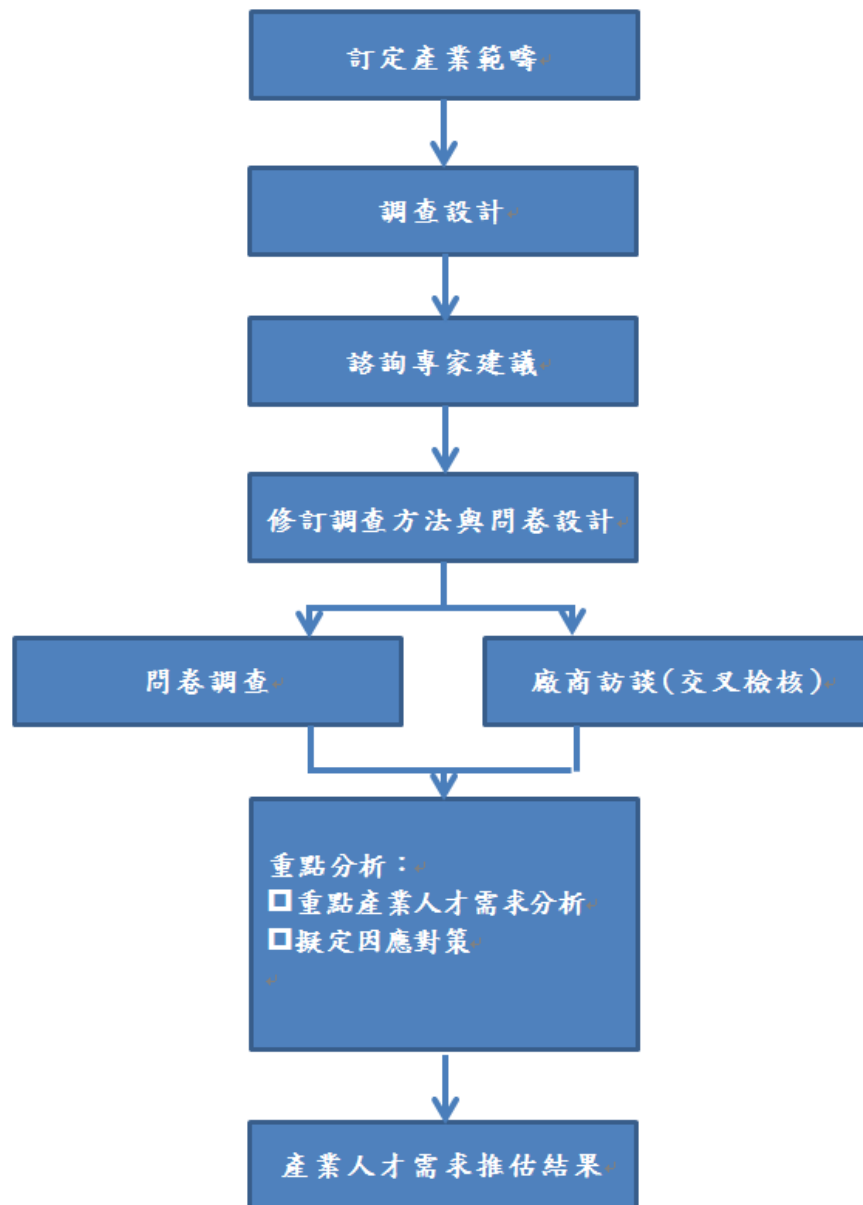 訂定產業範疇
調查設計
諮詢專家建議
修訂調查方法與問卷設計
問卷調查
廠商訪談(交叉檢核)
重點分析：
□重點產業人才需求分析
□擬定因應對策
產業人才需求推估結果